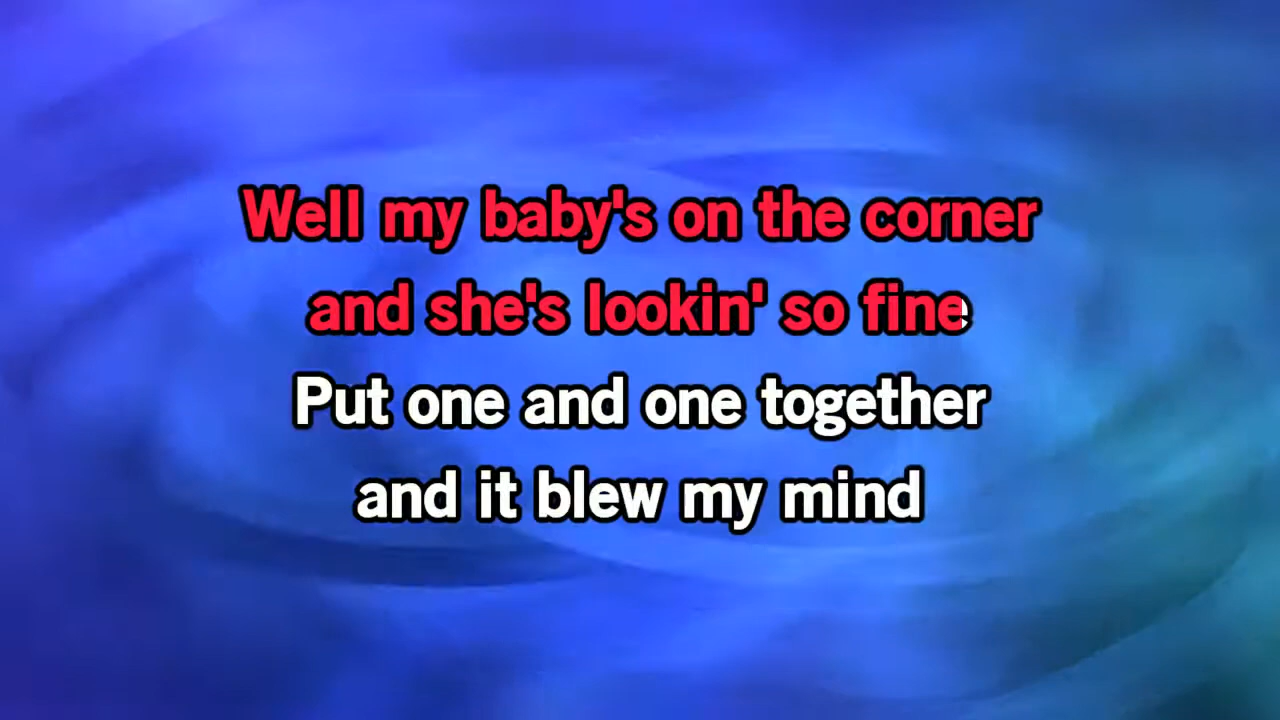 Well my baby's on the corner
and she's lookin' so fine
Put one and one together
and it blew my mind